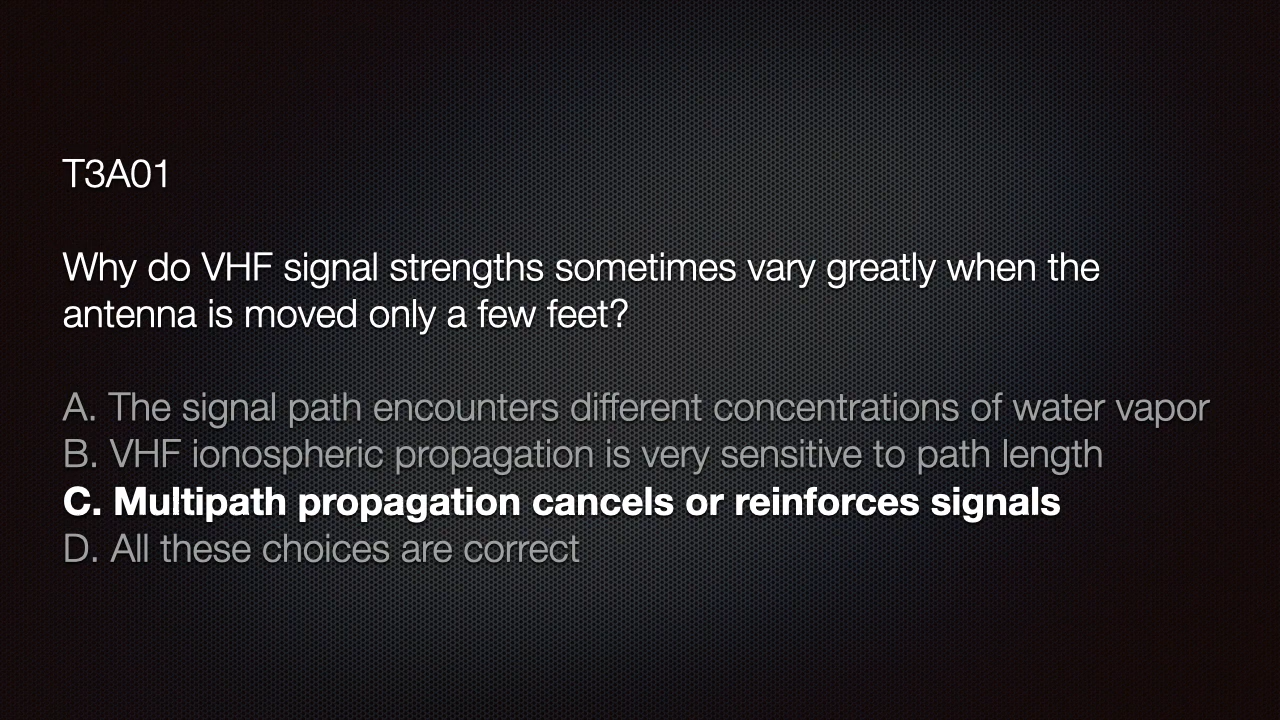 T3A01
Why do VHF signal strengths sometimes vary greatly when the
antenna is moved only a few feet?
A. The signal path encounters different concentrations of water vapor
B. VHF ionospheric propagation is very sensitive to path length
C. Multipath propagation cancels or reinforces signals
D. All these choices are correct